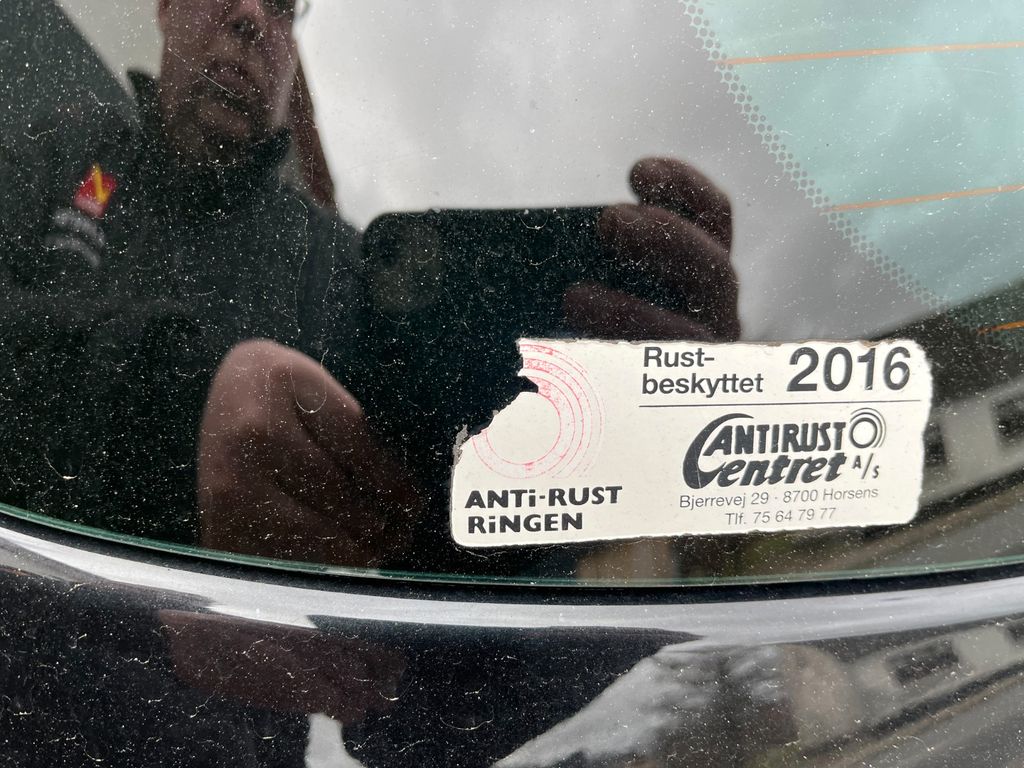 Rust-
beskyttet 2016
ANTIRUST
Centret A/S
Bjerrevej 29 · 8700 Horsens
Tlf. 75 64 79 77
ANTi-RUST
RiNGEN